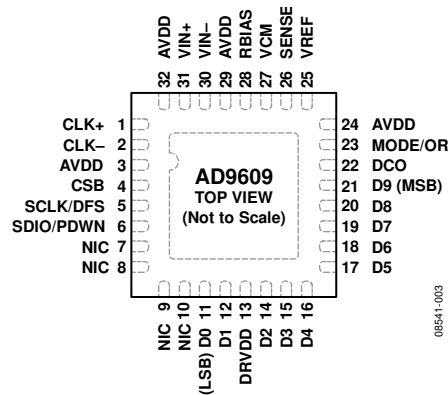 AVDD
VIN+
VIN–
AVDD
RBIAS
VCM
SENSE
VREF
32
31
30
29
28
27
26
25
CLK+ 1
CLK– 2
AVDD 3
CSB 4
SCLK/DFS 5
SDIO/PDWN 6
NIC 7
NIC 8
AD9609
TOP VIEW
(Not to Scale)
24 AVDD
23 MODE/OR
22 DCO
21 D9 (MSB)
20 D8
19 D7
18 D6
17 D5
9
10
11
12
13
14
15
16
NIC
NIC
(LSB) D0
D1
DRVDD
D2
D3
D4
08541-003